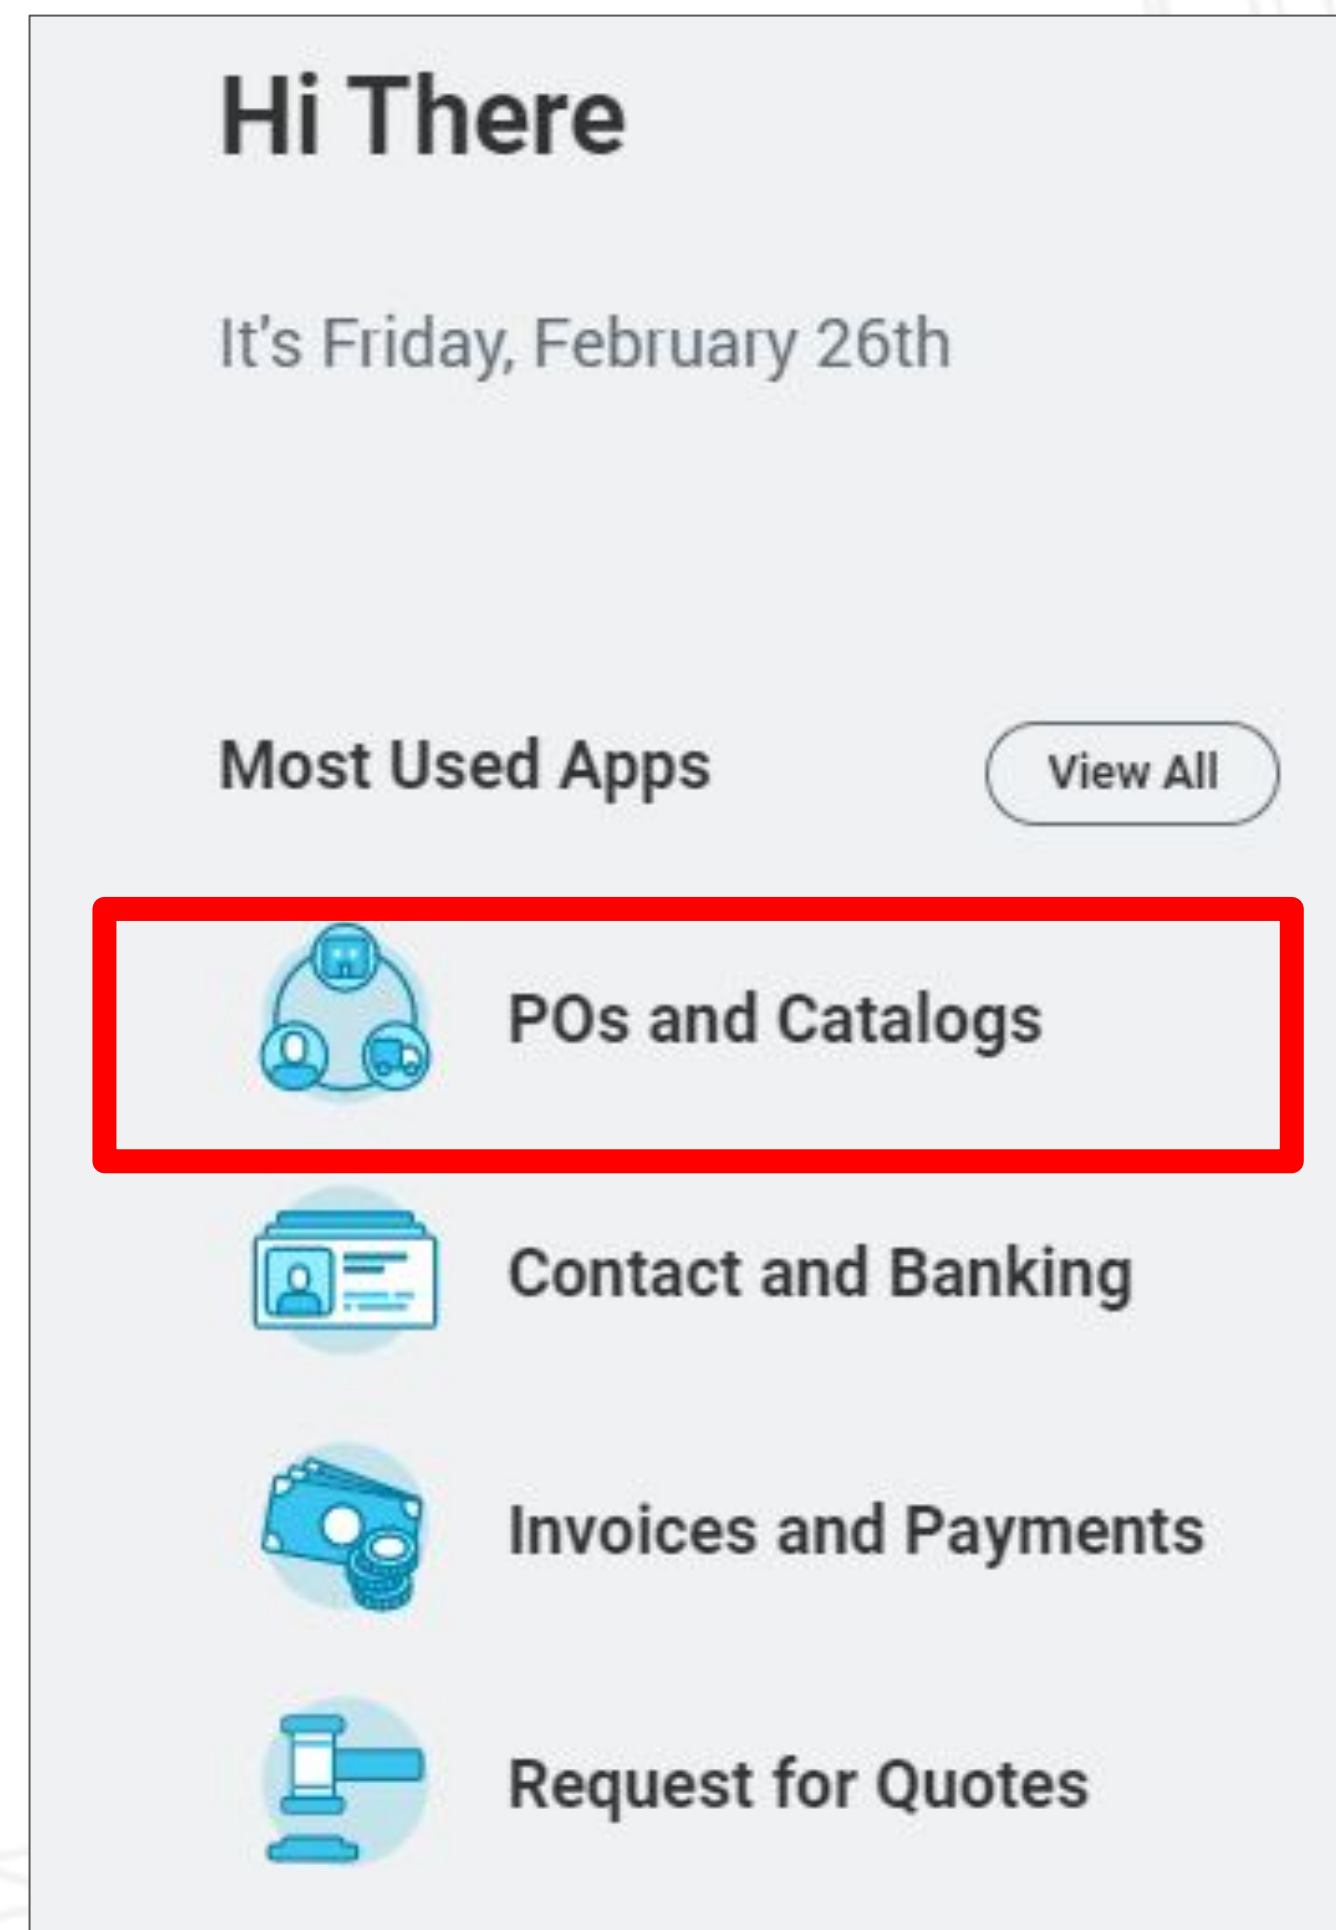 Hi There
It's Friday, February 26th
Most Used Apps
View All
POs and Catalogs
Contact and Banking
Invoices and Payments
Request for Quotes